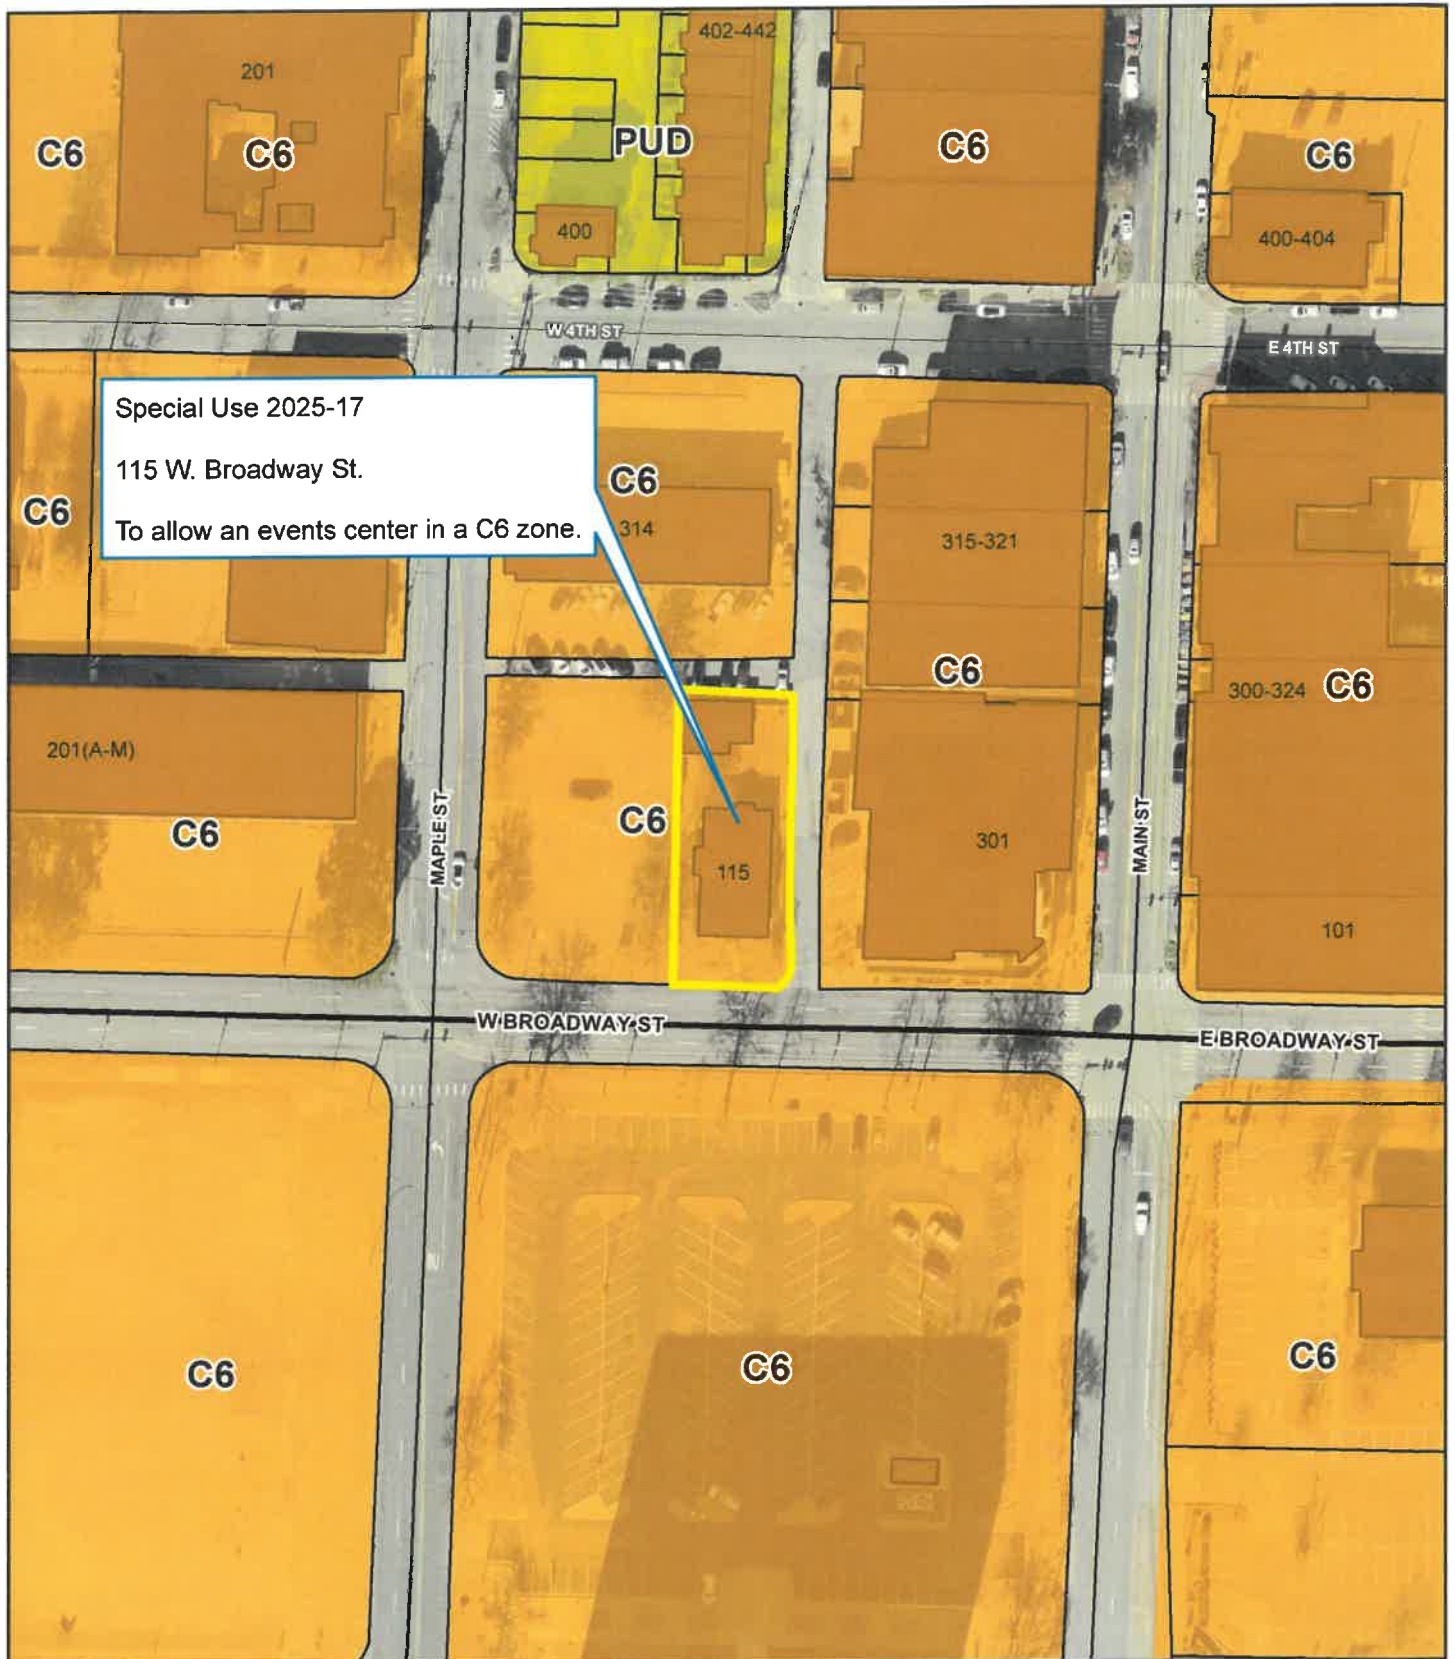 201
402-442
C6
C6
PUD
C6
C6
400
400-404
W 4TH ST
E 4TH ST
Special Use 2025-17
115 W. Broadway St.
To allow an events center in a C6 zone.
C6
C6
314
315-321
C6
300-324
C6
201(A-M)
C6
C6
MAPLE ST
115
301
MAIN ST
101
W BROADWAY ST
E BROADWAY ST
C6
C6
C6